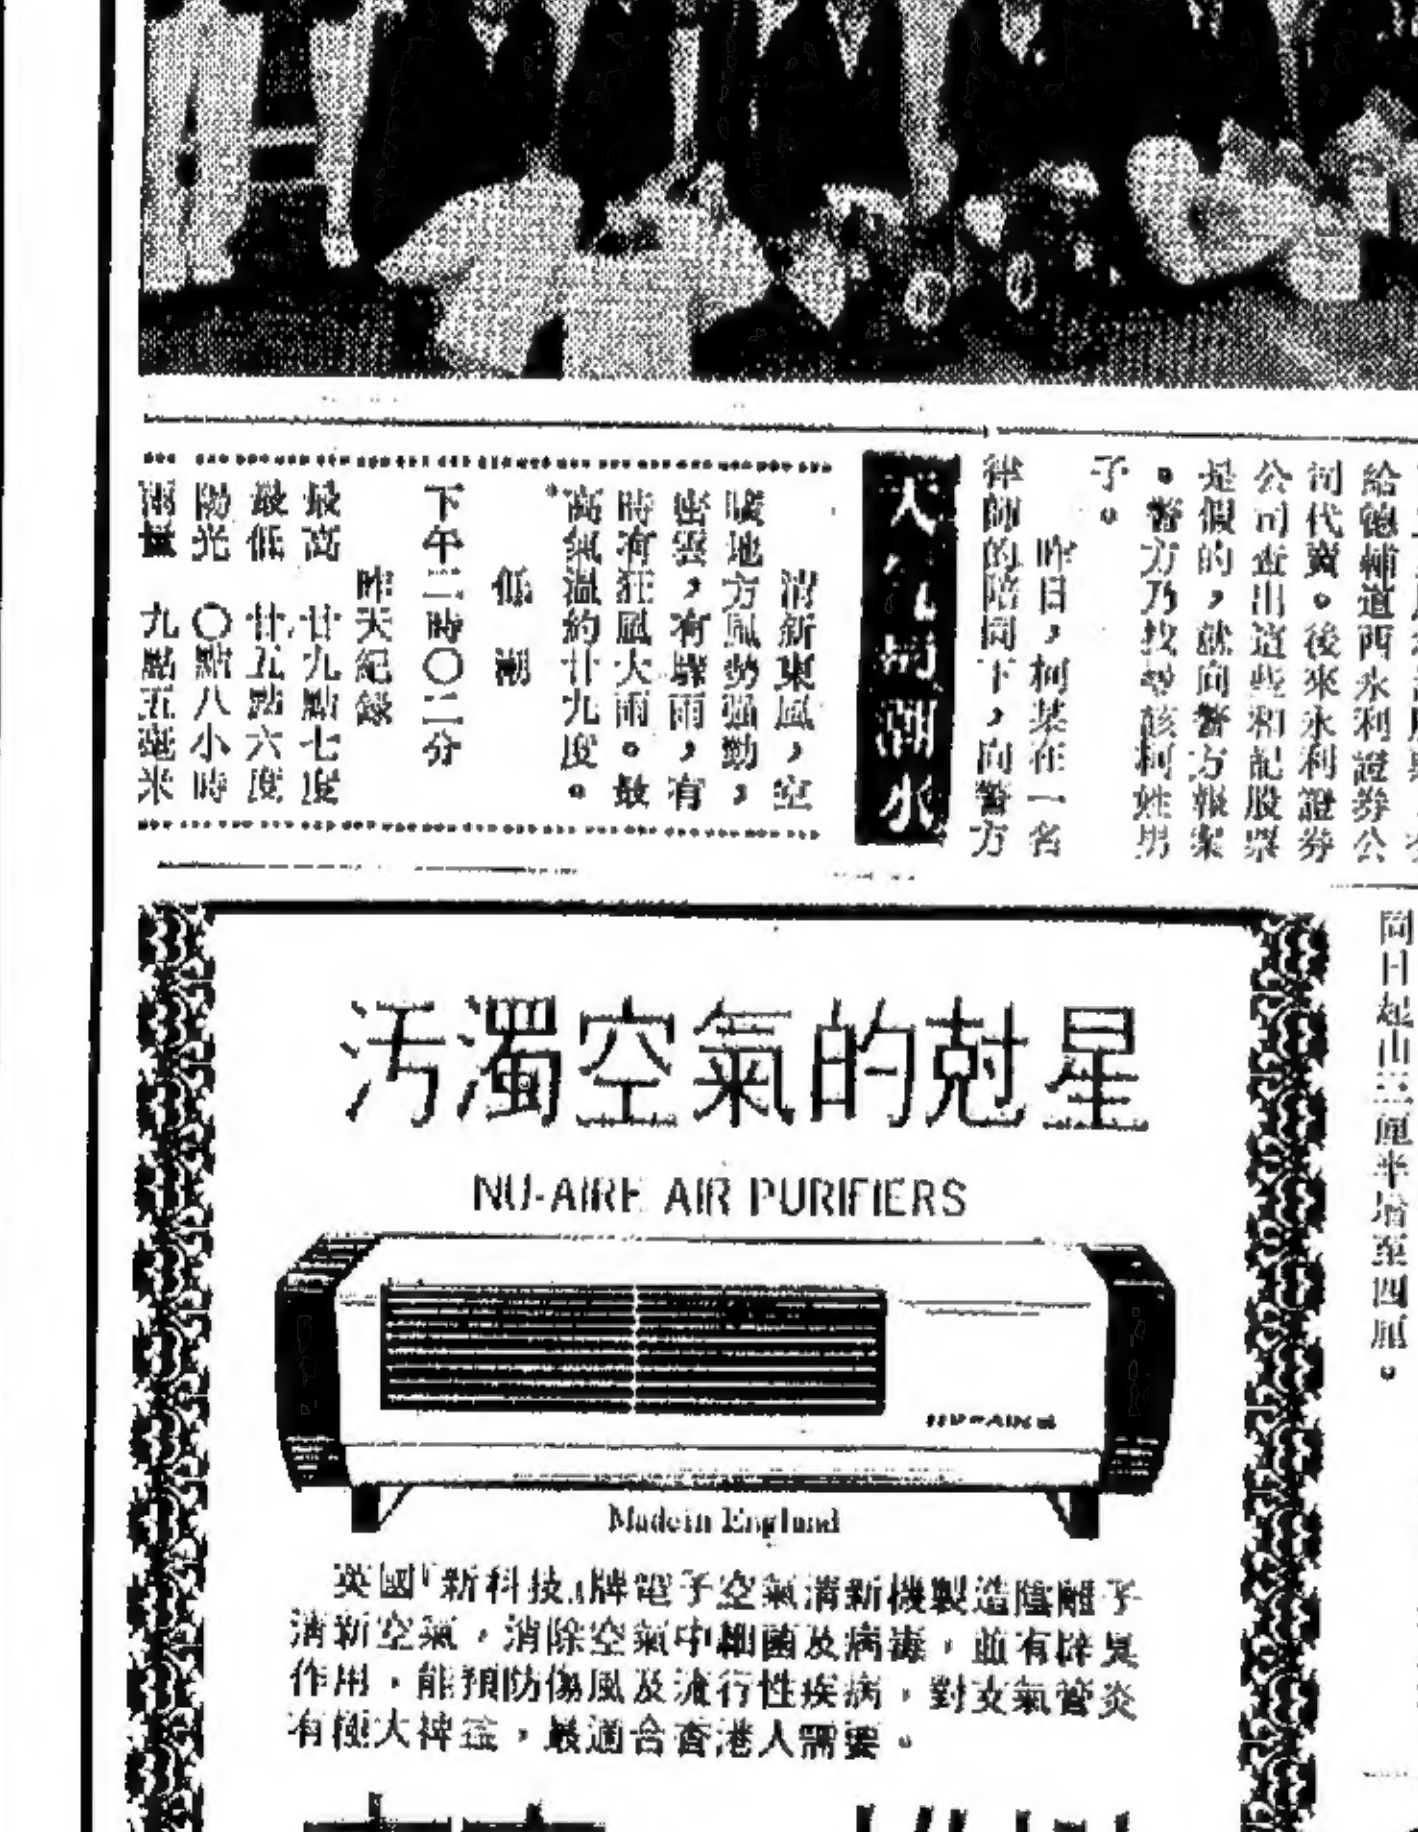 給德輔道西永利證券公
司代賣。後來永利證券
公司查出這些和記股票
是假的,就向警方報案
。警方乃找尋該柯姓男
子。
昨日,柯某在一名
律師的陪同下,向警方
天氣與潮水
清新東風,空
曠地方風勢強勁,
密雲,有驟雨,有
時有狂風大雨。最
高氣溫約廿九度。
低潮
下午二時〇二分
昨天紀錄
最高 廿九點七度
最低 廿五點六度
陽光 〇點八小時
雨量 九點五毫米
同日起由三厘半增至四厘。
污濁空氣的剋星
NU-AIRE AIR PURIFIERS
NU-AIRE
Made in England
英國「新科技」牌電子空氣清新機製造陰離子
清新空氣,消除空氣中細菌及病毒,並有辟臭
作用,能預防傷風及流行性疾病,對支氣管炎
有極大裨益,最適合香港人需要。